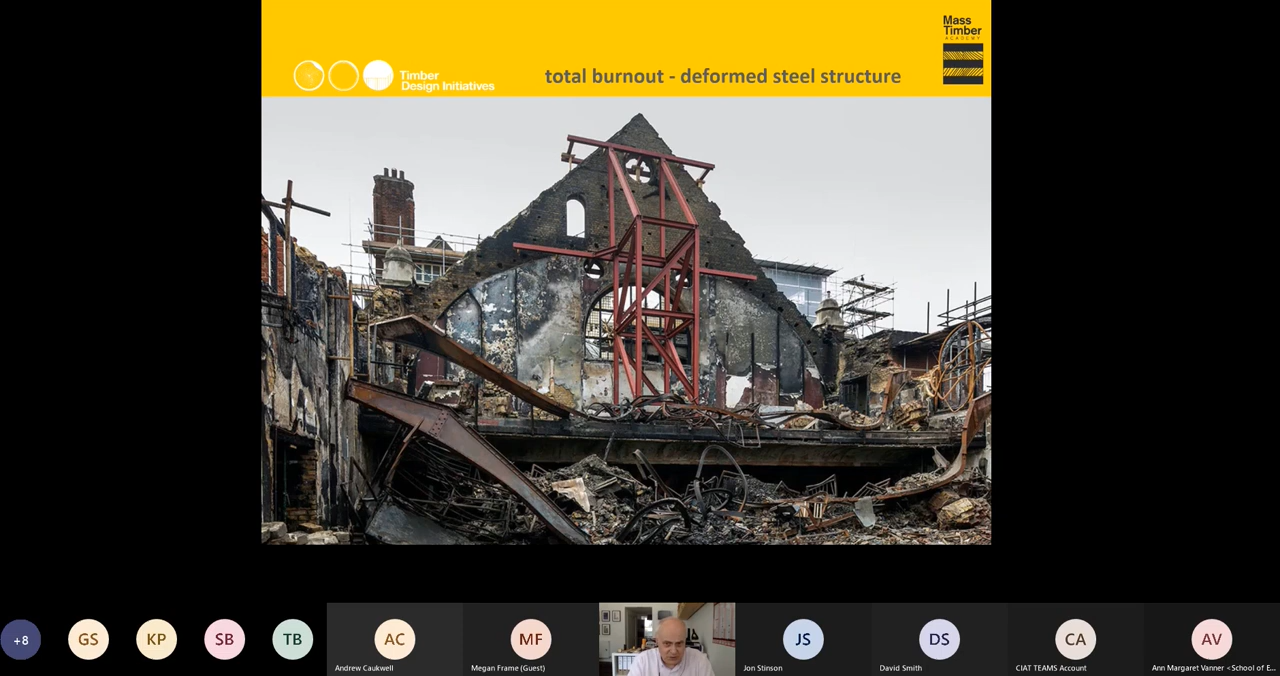 Timber
Design Initiatives
total burnout - deformed steel structure
Mass
Timber
ACADEMY
+8
GS
KP
SB
TB
AC
Andrew Caukwell
MF
Megan Frame (Guest)
JS
Jon Stinson
DS
David Smith
CA
CIAT TEAMS Account
AV
Ann Margaret Vanner <School of E...